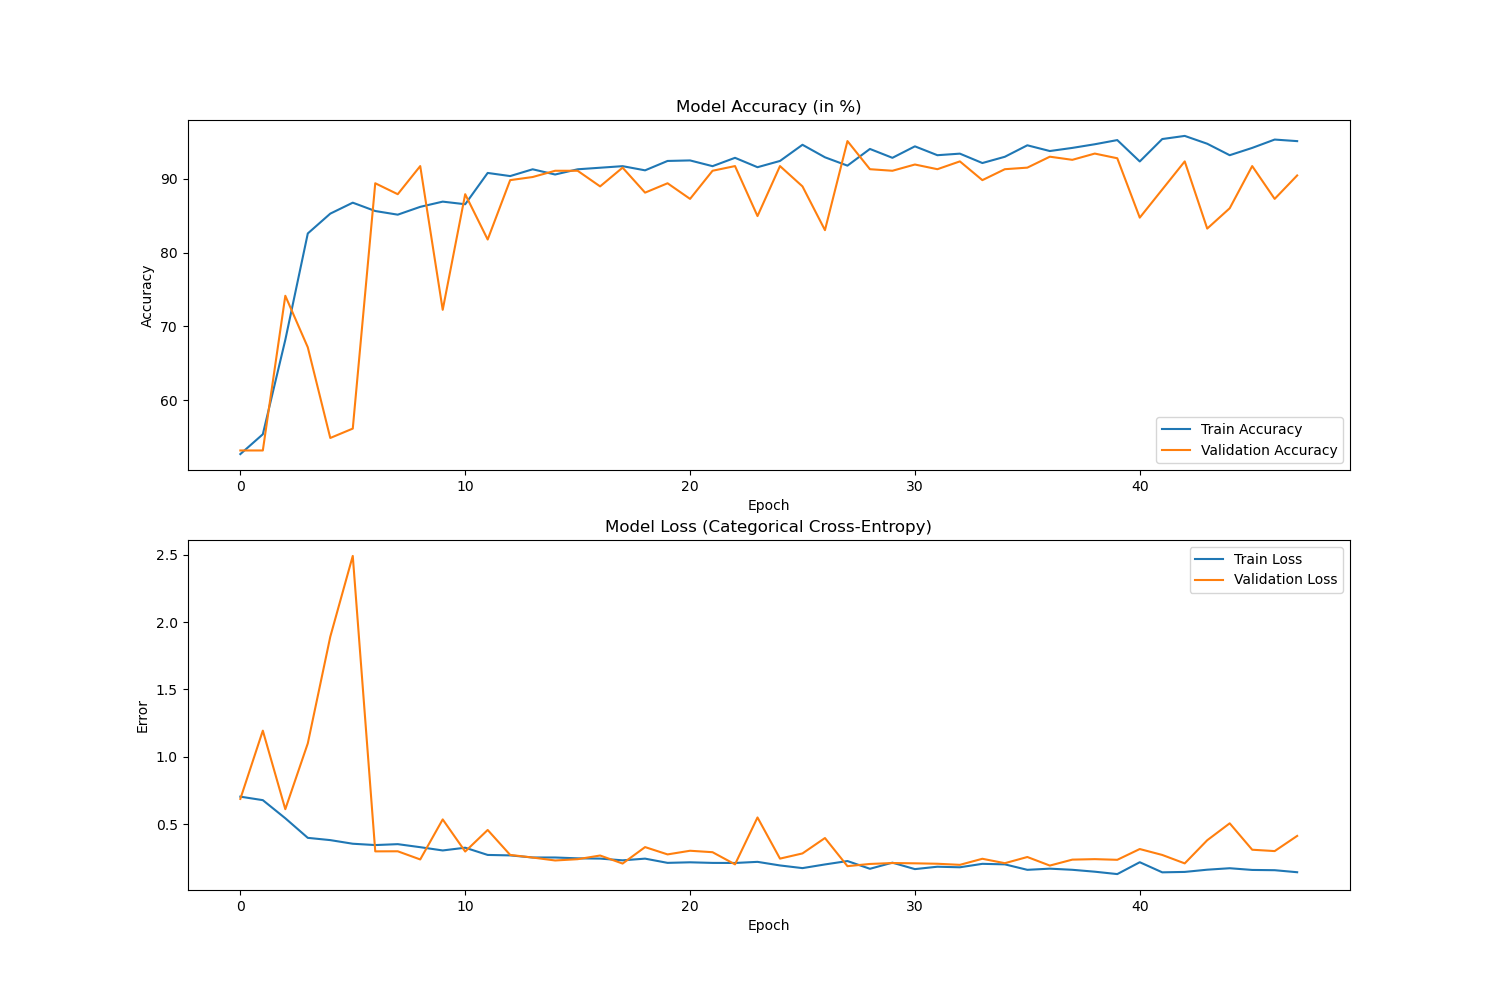 Model Accuracy (in %)
90
80
70
60
Accuracy
Train Accuracy
Validation Accuracy
0 10 20 30 40
Epoch
Model Loss (Categorical Cross-Entropy)
2.5
2.0
1.5
1.0
0.5
Error
Train Loss
Validation Loss
0 10 20 30 40
Epoch